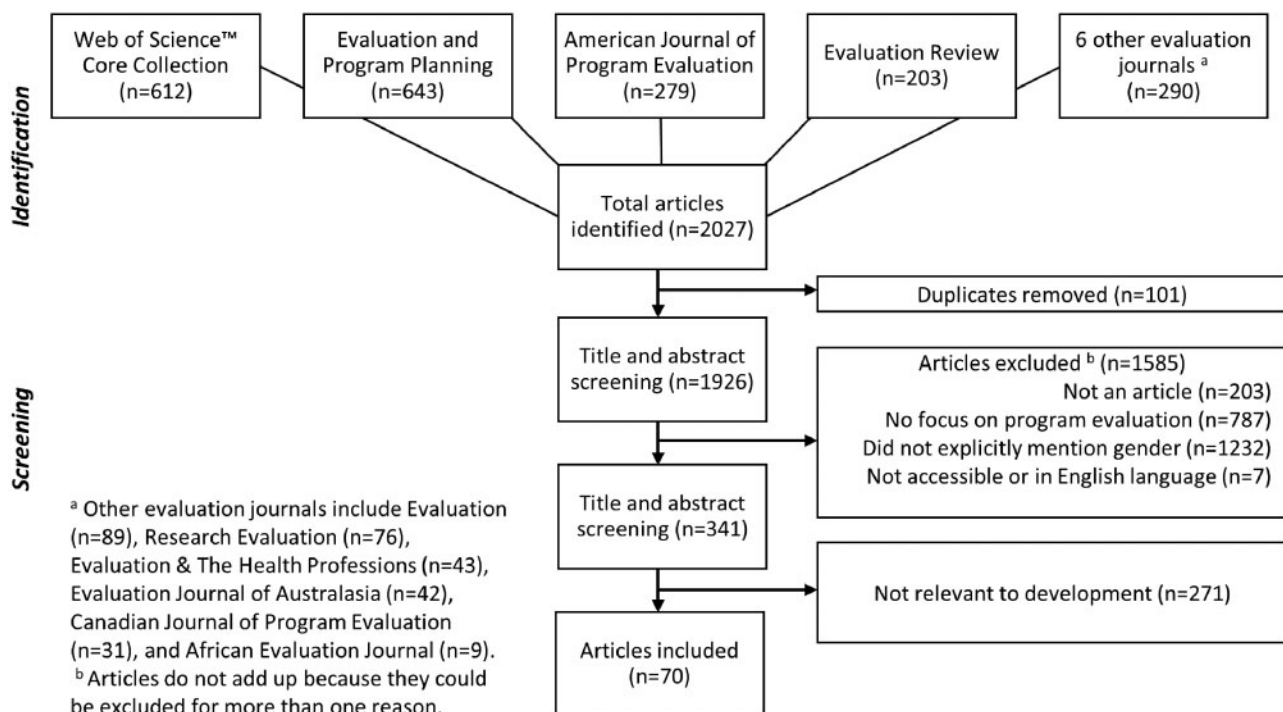 Web of Science™
Core Collection
(n=612)
Evaluation and
Program Planning
(n=643)
American Journal of
Program Evaluation
(n=279)
Evaluation Review
(n=203)
6 other evaluation
journals a
(n=290)
Identification
Total articles
identified (n=2027)
Duplicates removed (n=101)
Title and abstract
screening (n=1926)
Articles excluded b (n=1585)
Not an article (n=203)
No focus on program evaluation (n=787)
Did not explicitly mention gender (n=1232)
Not accessible or in English language (n=7)
Screening
Title and abstract
screening (n=341)
Not relevant to development (n=271)
Articles included
(n=70)
a Other evaluation journals include Evaluation
(n=89), Research Evaluation (n=76),
Evaluation & The Health Professions (n=43),
Evaluation Journal of Australasia (n=42),
Canadian Journal of Program Evaluation
(n=31), and African Evaluation Journal (n=9).
b Articles do not add up because they could
be excluded for more than one reason.